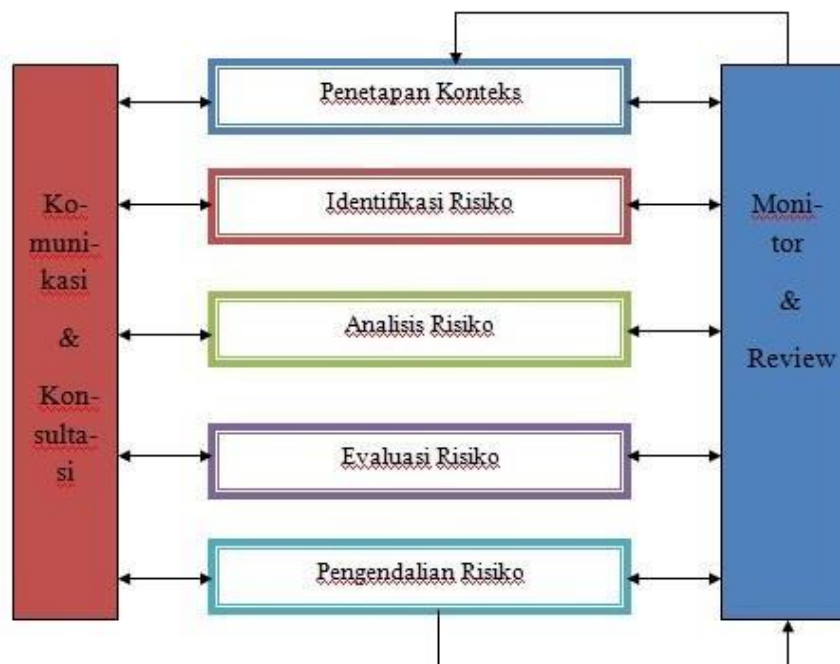 Penetapan Konteks
Identifikasi Risiko
Analisis Risiko
Evaluasi Risiko
Pengendalian Risiko
Ko-
muni-
kasi
&
Kon-
sulta-
si
Moni-
tor
&
Review